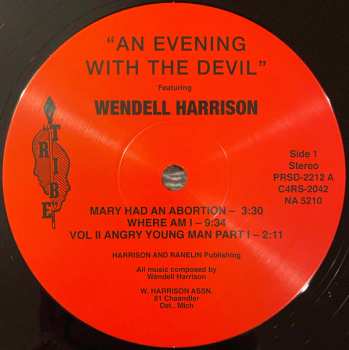 "AN EVENING
WITH THE DEVIL"
Featuring
WENDELL HARRISON
TRIBE
Side 1
Stereo
PRSD-2212 A
C4RS-2042
NA 5210
MARY HAD AN ABORTION – 3:30
WHERE AM I – 9:34
VOL II ANGRY YOUNG MAN PART I – 2:11
HARRISON AND RANELIN Publishing
All music composed by
Wendell Harrison
W. HARRISON ASSN.
81 Chaandler
Det., Mich